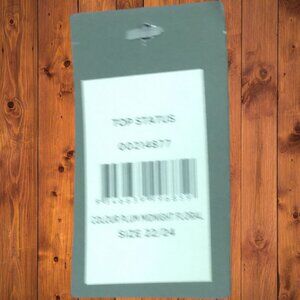 TOP STATUS
00214877
COLOUR PLUM MIDNIGHT FLORAL
SIZE 22/24